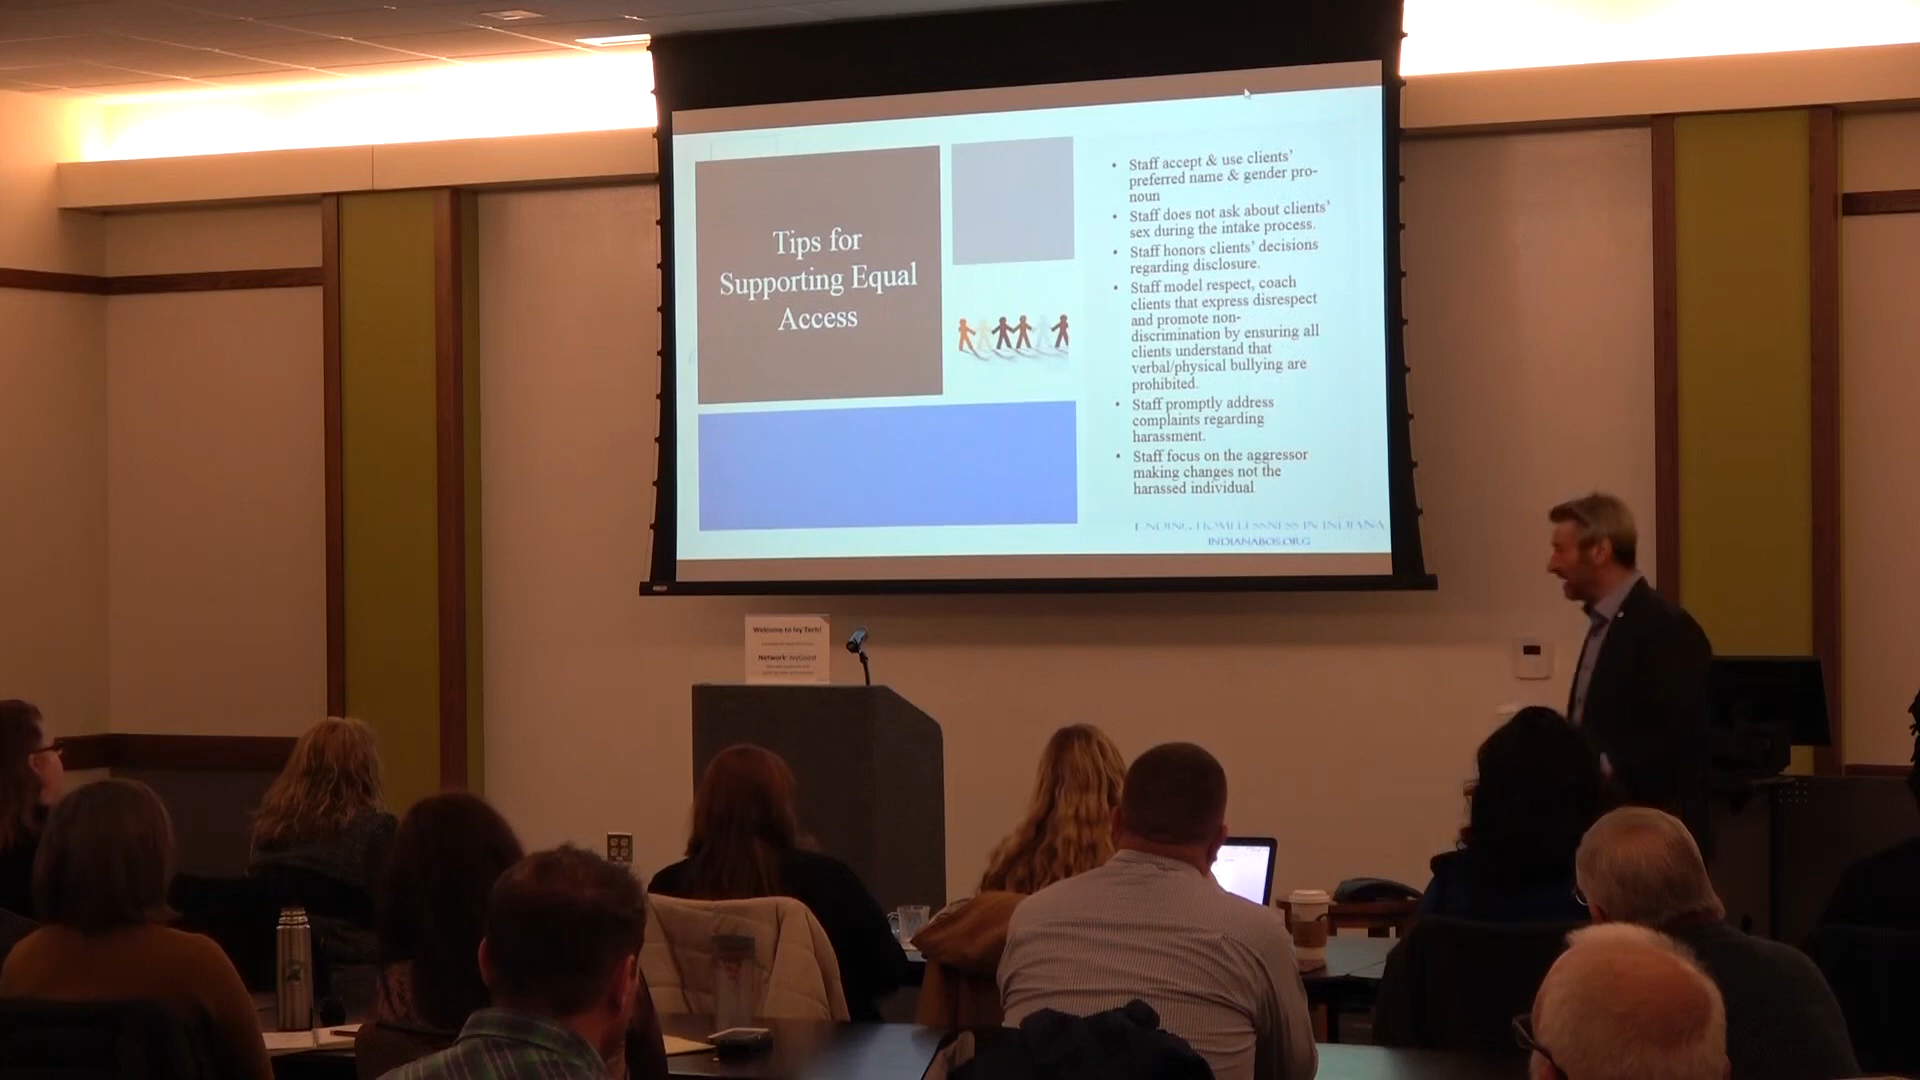 Tips for
Supporting Equal
Access
• Staff accept & use clients'
preferred name & gender pro-
noun
• Staff does not ask about clients'
sex during the intake process.
• Staff honors clients' decisions
regarding disclosure.
• Staff model respect, coach
clients that express disrespect
and promote non-
discrimination by ensuring all
clients understand that
verbal/physical bullying are
prohibited.
• Staff promptly address
complaints regarding
harassment.
• Staff focus on the aggressor
making changes not the
harassed individual
ENDING HOMELESSNESS IN INDIANA
INDIANABOS.ORG
Welcome to Ivy Tech!
Network: IvyGuest